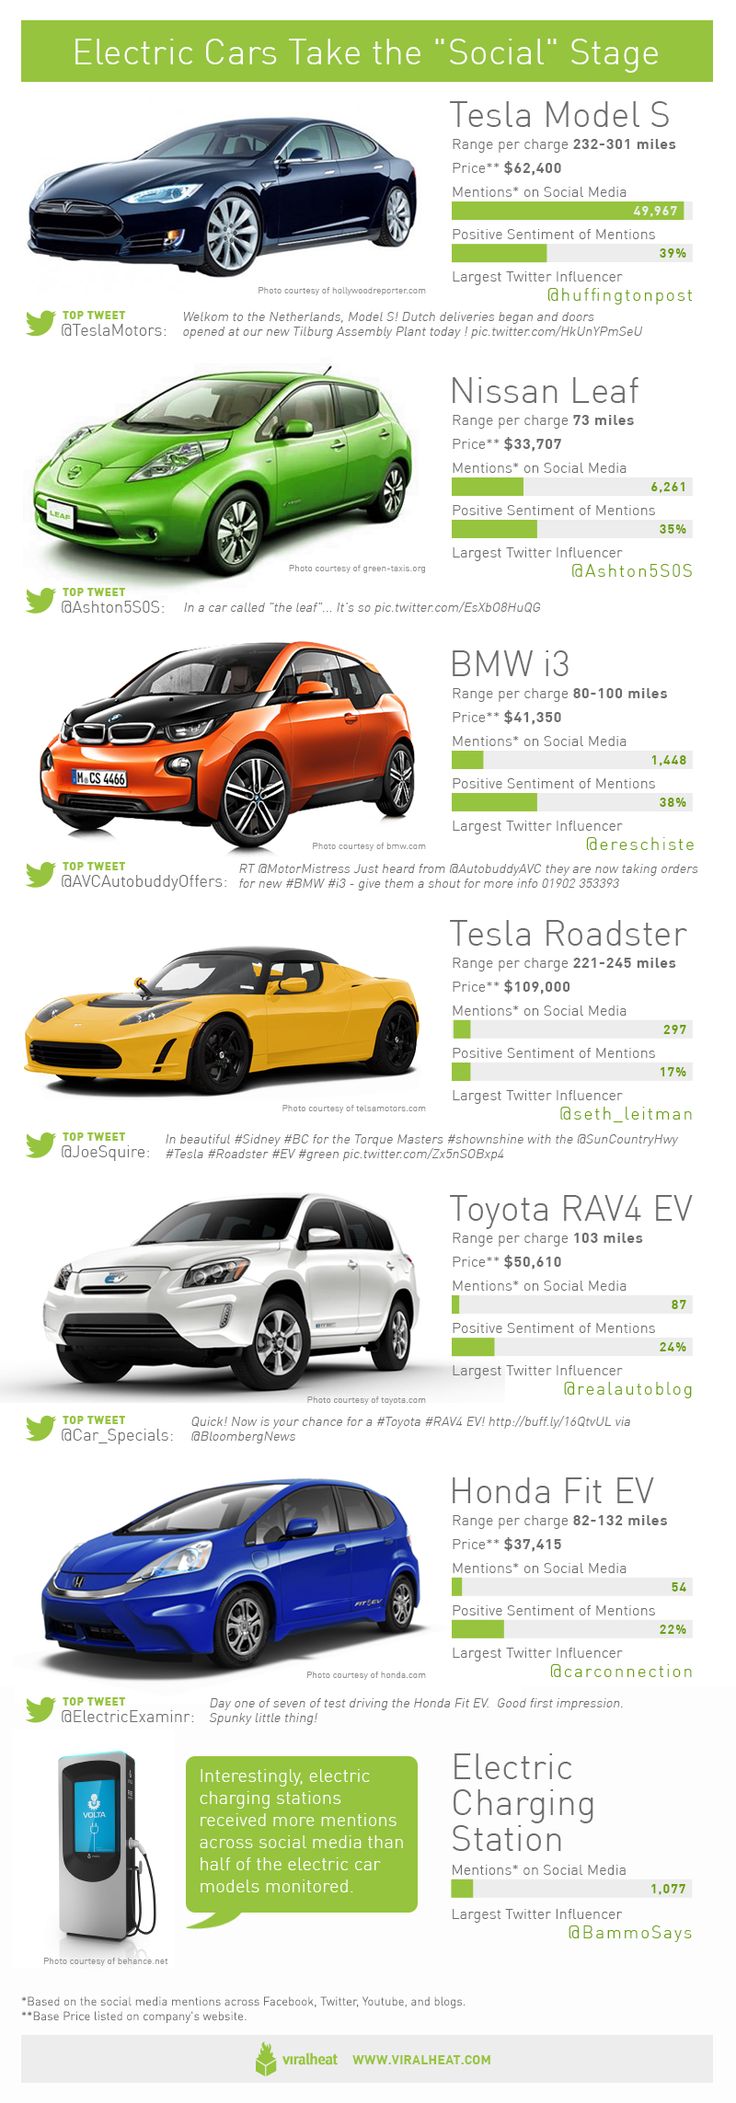 Electric Cars Take the "Social" Stage
Tesla Model S
Range per charge 232-301 miles
Price** $62,400
Mentions* on Social Media
49,967
Positive Sentiment of Mentions
39%
Largest Twitter Influencer
@huffingtonpost
Photo courtesy of hollywoodreporter.com
TOP TWEET
@TeslaMotors:
Welkom to the Netherlands, Model S! Dutch deliveries began and doors
opened at our new Tilburg Assembly Plant today ! pic.twitter.com/HkUnYPmSeU
Nissan Leaf
Range per charge 73 miles
Price** $33,707
Mentions* on Social Media
6,261
Positive Sentiment of Mentions
35%
Largest Twitter Influencer
@Ashton5S0S
LEAF
Photo courtesy of green-taxis.org
TOP TWEET
@Ashton5S0S:
In a car called "the leaf"... It's so pic.twitter.com/EsXbO8HuQG
BMW i3
Range per charge 80-100 miles
Price** $41,350
Mentions* on Social Media
1,448
Positive Sentiment of Mentions
38%
Largest Twitter Influencer
@ereschiste
M CS 4466
Photo courtesy of bmw.com
TOP TWEET
@AVCAutobuddyOffers:
RT @MotorMistress Just heard from @AutobuddyAVC they are now taking orders
for new #BMW #i3 - give them a shout for more info 01902 353393
Tesla Roadster
Range per charge 221-245 miles
Price** $109,000
Mentions* on Social Media
297
Positive Sentiment of Mentions
17%
Largest Twitter Influencer
@seth_leitman
Photo courtesy of telsamotors.com
TOP TWEET
@JoeSquire:
In beautiful #Sidney #BC for the Torque Masters #shownshine with the @SunCountryHwy
#Tesla #Roadster #EV #green pic.twitter.com/Zx5nSOBxp4
Toyota RAV4 EV
Range per charge 103 miles
Price** $50,610
Mentions* on Social Media
87
Positive Sentiment of Mentions
24%
Largest Twitter Influencer
@realautoblog
Photo courtesy of toyota.com
TOP TWEET
@Car_Specials:
Quick! Now is your chance for a #Toyota #RAV4 EV! http://buff.ly/16QtvUL via
@BloombergNews
Honda Fit EV
Range per charge 82-132 miles
Price** $37,415
Mentions* on Social Media
54
Positive Sentiment of Mentions
22%
Largest Twitter Influencer
@carconnection
FIT EV
Photo courtesy of honda.com
TOP TWEET
@ElectricExaminr:
Day one of seven of test driving the Honda Fit EV. Good first impression.
Spunky little thing!
VOLTA
Photo courtesy of behance.net
Interestingly, electric
charging stations
received more mentions
across social media than
half of the electric car
models monitored.
Electric
Charging
Station
Mentions* on Social Media
1,077
Largest Twitter Influencer
@BammoSays
*Based on the social media mentions across Facebook, Twitter, Youtube, and blogs.
**Base Price listed on company's website.
viralheat WWW.VIRALHEAT.COM